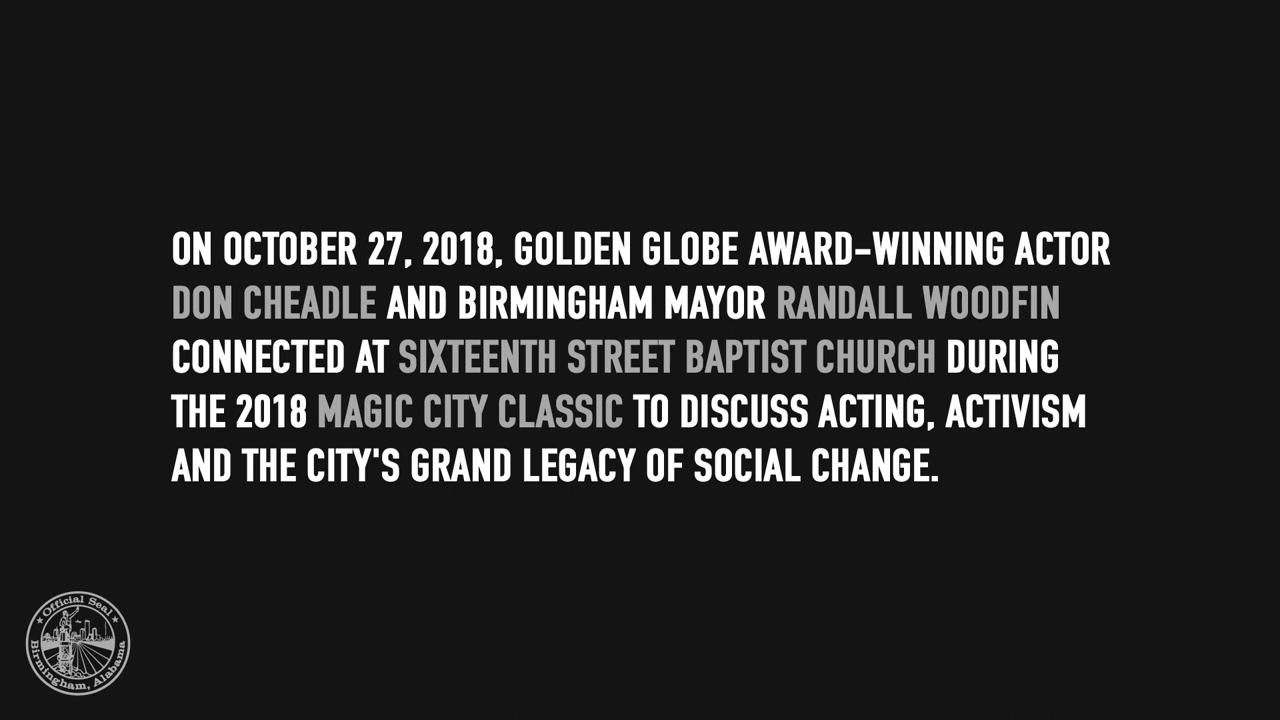 ON OCTOBER 27, 2018, GOLDEN GLOBE AWARD-WINNING ACTOR
DON CHEADLE AND BIRMINGHAM MAYOR RANDALL WOODFIN
CONNECTED AT SIXTEENTH STREET BAPTIST CHURCH DURING
THE 2018 MAGIC CITY CLASSIC TO DISCUSS ACTING, ACTIVISM
AND THE CITY'S GRAND LEGACY OF SOCIAL CHANGE.
Official Seal
Birmingham, Alabama